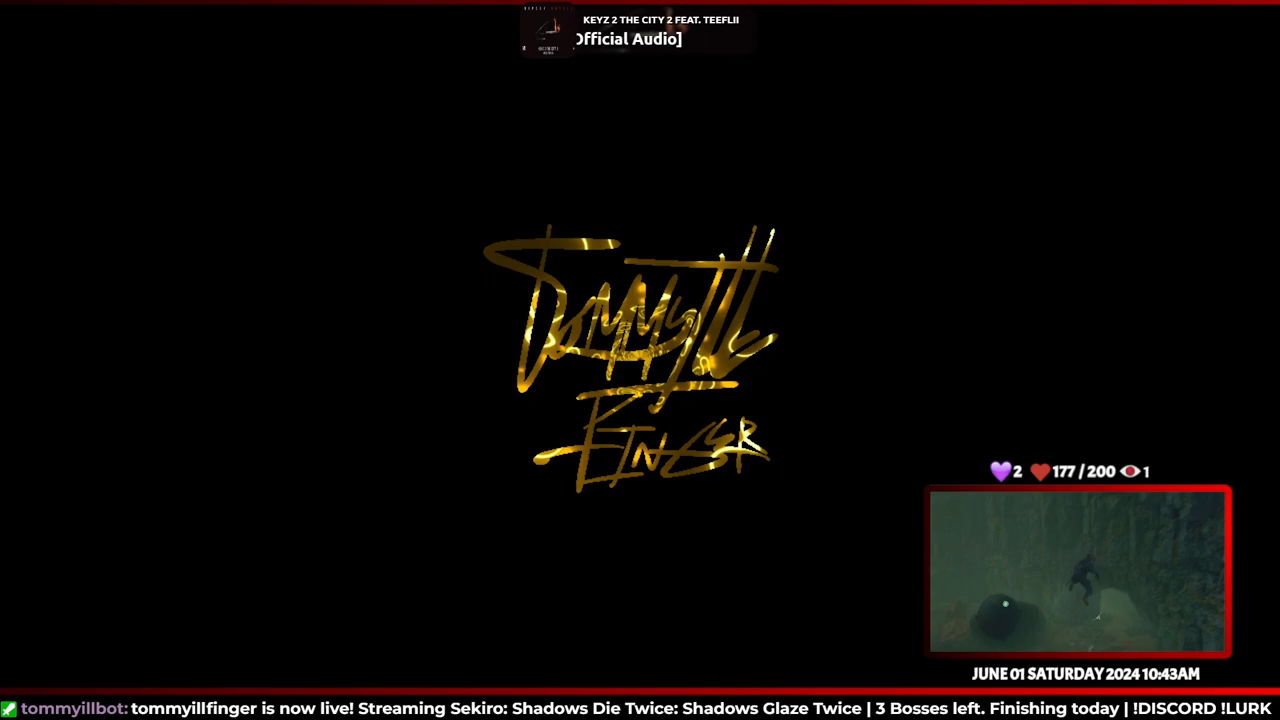 KEYZ 2 THE CITY 2 FEAT. TEEFLII
Official Audio]
TommyIll
FINGER
2 177 / 200 1
JUNE 01 SATURDAY 2024 10:43AM
tommyillbot: tommyillfinger is now live! Streaming Sekiro: Shadows Die Twice: Shadows Glaze Twice | 3 Bosses left. Finishing today | !DISCORD !LURK